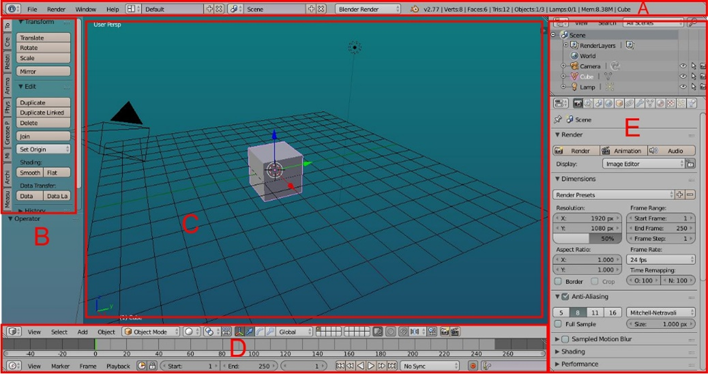 File Render Window Help Default Scene Blender Render v2.77 | Verts:8 | Faces:6 | Tris:12 | Objects:1/3 | Lamps:0/1 | Mem:8.38M | Cube
A
Transform
Translate
Rotate
Scale
Mirror
Edit
Duplicate
Duplicate Linked
Delete
Join
Set Origin
Shading:
Smooth Flat
Data Transfer:
Data Data La
History
Operator
To
Cre
Relati
Anima
Phys
Grease P
Mi
Archi
Measu
B
User Persp
C
(1) Cube
View Search All Scenes
Scene
RenderLayers
World
Camera
Cube
Lamp
E
Scene
Render
Render Animation Audio
Display: Image Editor
Dimensions
Render Presets
Resolution: Frame Range:
X: 1920 px Start Frame: 1
Y: 1080 px End Frame: 250
50% Frame Step: 1
Aspect Ratio: Frame Rate:
X: 1.000 24 fps
Y: 1.000 Time Remapping:
Border Crop O: 100 N: 100
Anti-Aliasing
5 8 11 16 Mitchell-Netravali
Full Sample Size: 1.000 px
Sampled Motion Blur
Shading
Performance
View Select Add Object Object Mode Global
D
-40 -20 0 20 40 60 80 100 120 140 160 180 200 220 240 260
View Marker Frame Playback Start: 1 End: 250 1 No Sync